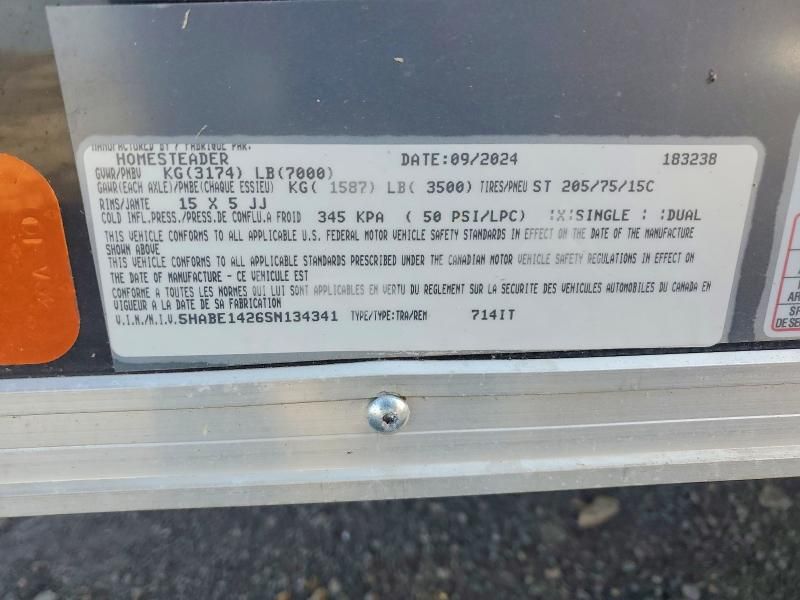 MANUFACTURED BY / FABRIQUE PAR.
HOMESTEADER DATE:09/2024 183238
GVWR/PNBV KG(3174) LB(7000)
GAWR(EACH AXLE)/PNBE(CHAQUE ESSIEU) KG( 1587) LB( 3500) TIRES/PNEU ST 205/75/15C
RIMS/JANTE 15 X 5 JJ
COLD INFL.PRESS./PRESS.DE CONFL.U A FROID 345 KPA ( 50 PSI/LPC) :X:SINGLE : :DUAL
THIS VEHICLE CONFORMS TO ALL APPLICABLE U.S. FEDERAL MOTOR VEHICLE SAFETY STANDARDS IN EFFECT ON THE DATE OF THE MANUFACTURE
SHOWN ABOVE
THIS VEHICLE CONFORMS TO ALL APPLICABLE STANDARDS PRESCRIBED UNDER THE CANADIAN MOTOR VEHICLE SAFETY REGULATIONS IN EFFECT ON
THE DATE OF MANUFACTURE - CE VEHICULE EST
CONFORME A TOUTES LES NORMES QUI LUI SONT APPLICABLES EN VERTU DU REGLEMENT SUR LA SECURITE DES VEHICULES AUTOMOBILES DU CANADA EN
VIGUEUR A LA DATE DE SA FABRICATION
V.I.N./N.I.V.5HABE1426SN134341 TYPE/TYPE:TRA/REM 714IT